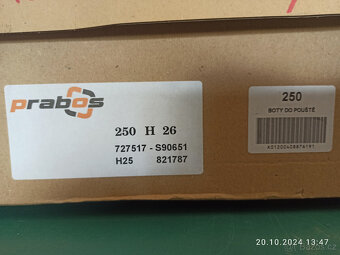 prabos
250 H 26
727517 - S90651
H25 821787
250
BOTY DO POUŠTĚ
20.10.2024 13:47